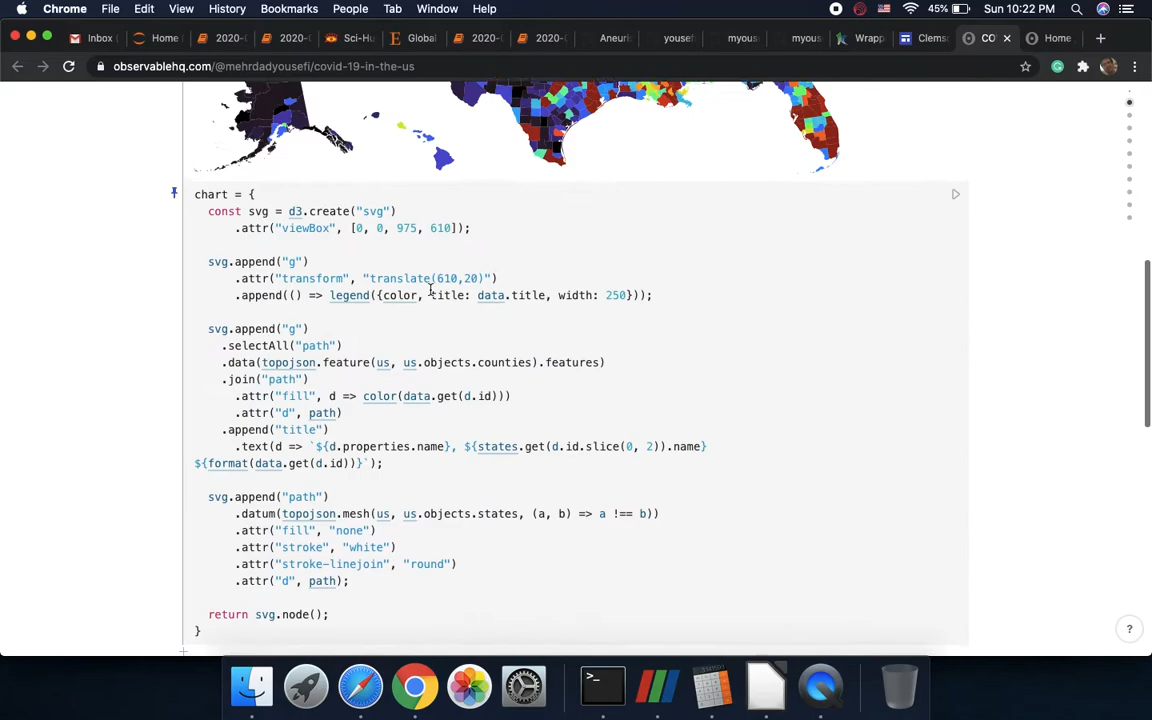 Chrome File Edit View History Bookmarks People Tab Window Help 45% Sun 10:22 PM
Inbox ( Home 2020- 2020- Sci-Hu Global 2020- 2020- Aneuris yousef myous myous Wrapp Clems CO Home
observablehq.com/@mehrdadyousefi/covid-19-in-the-us
chart = {
const svg = d3.create("svg")
.attr("viewBox", [0, 0, 975, 610]);
svg.append("g")
.attr("transform", "translate(610,20)")
.append(() => legend({color, title: data.title, width: 250}));
svg.append("g")
.selectAll("path")
.data(topojson.feature(us, us.objects.counties).features)
.join("path")
.attr("fill", d => color(data.get(d.id)))
.attr("d", path)
.append("title")
.text(d => `${d.properties.name}, ${states.get(d.id.slice(0, 2)).name}
${format(data.get(d.id))}`);
svg.append("path")
.datum(topojson.mesh(us, us.objects.states, (a, b) => a !== b))
.attr("fill", "none")
.attr("stroke", "white")
.attr("stroke-linejoin", "round")
.attr("d", path);
return svg.node();
}
?
>_